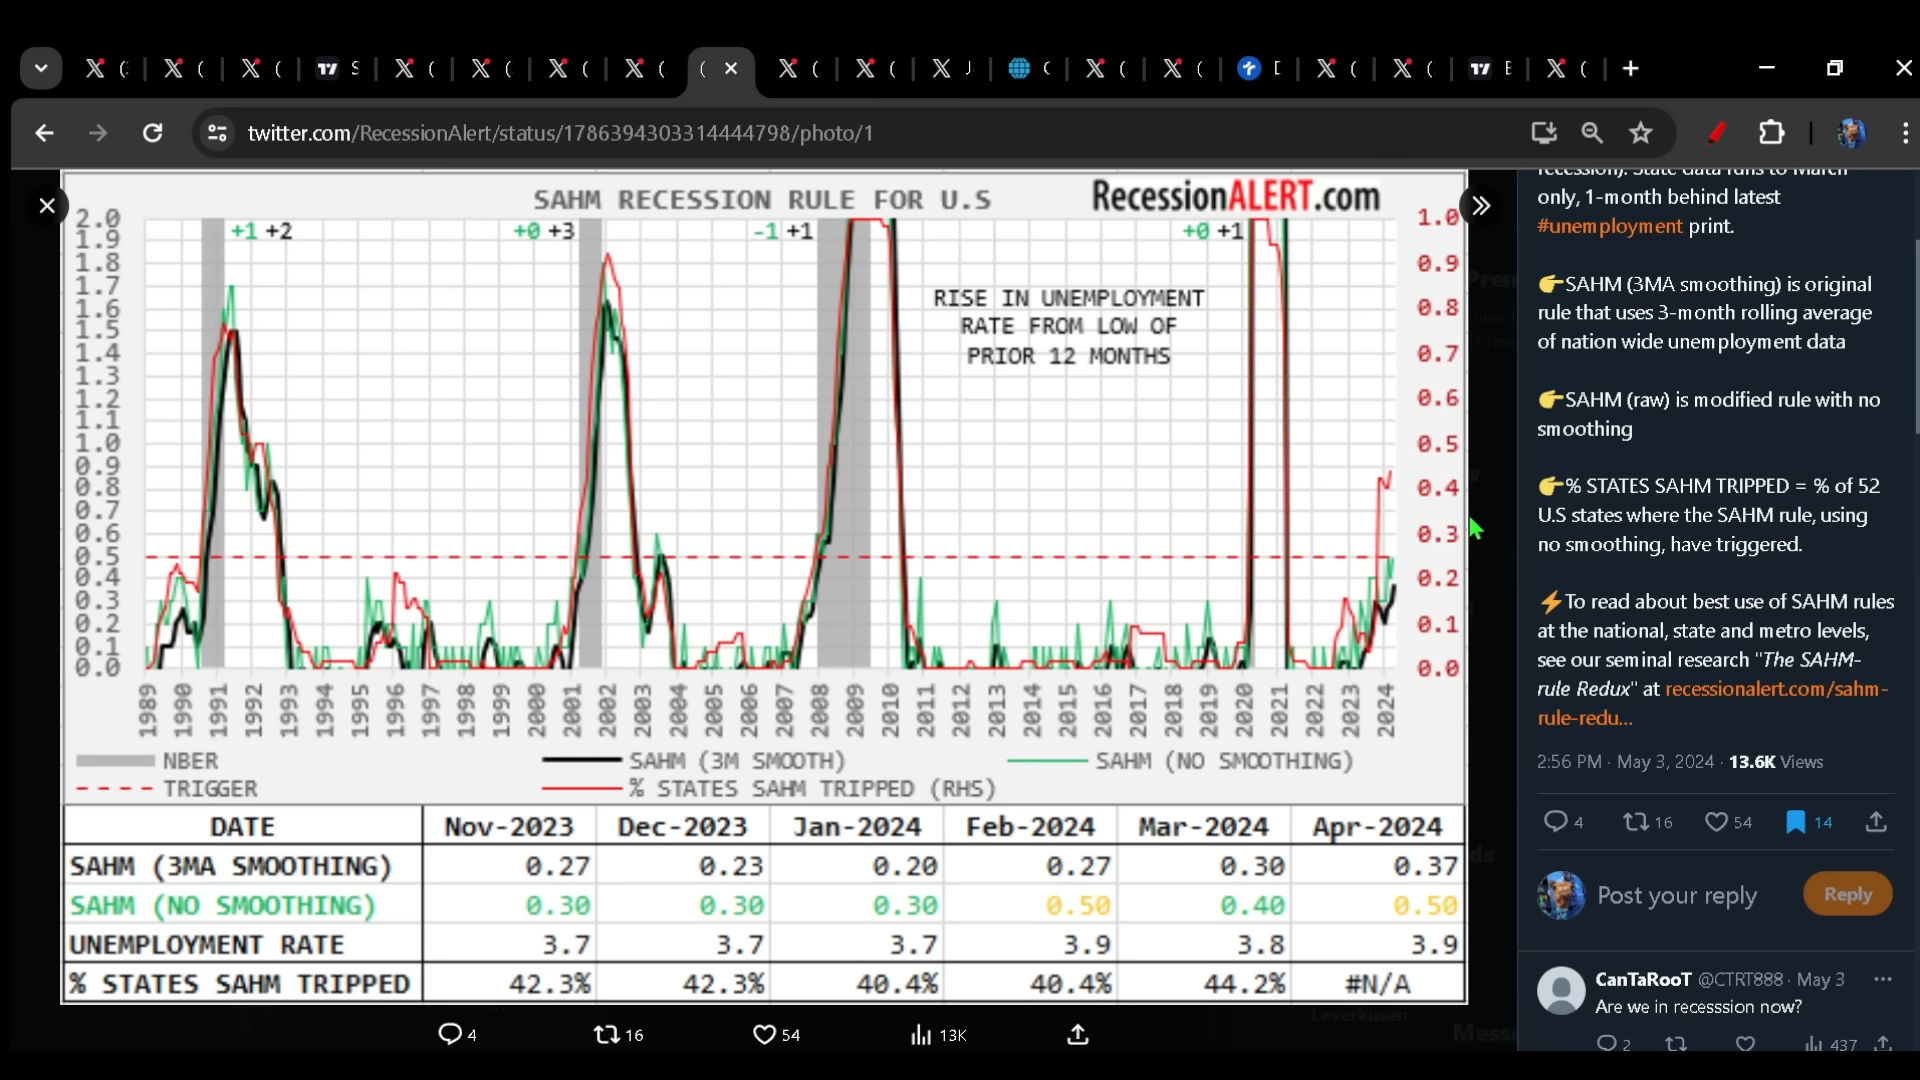 twitter.com/RecessionAlert/status/1786394303314444798/photo/1
SAHM RECESSION RULE FOR U.S
RecessionALERT.com
2.0
1.9
1.8
1.7
1.6
1.5
1.4
1.3
1.2
1.1
1.0
0.9
0.8
0.7
0.6
0.5
0.4
0.3
0.2
0.1
0.0
+1 +2
+0 +3
-1 +1
+0 +1
RISE IN UNEMPLOYMENT
RATE FROM LOW OF
PRIOR 12 MONTHS
1.0
0.9
0.8
0.7
0.6
0.5
0.4
0.3
0.2
0.1
0.0
1989 1990 1991 1992 1993 1994 1995 1996 1997 1998 1999 2000 2001 2002 2003 2004 2005 2006 2007 2008 2009 2010 2011 2012 2013 2014 2015 2016 2017 2018 2019 2020 2021 2022 2023 2024
NBER SAHM (3M SMOOTH) SAHM (NO SMOOTHING)
TRIGGER % STATES SAHM TRIPPED (RHS)
DATE Nov-2023 Dec-2023 Jan-2024 Feb-2024 Mar-2024 Apr-2024
SAHM (3MA SMOOTHING) 0.27 0.23 0.20 0.27 0.30 0.37
SAHM (NO SMOOTHING) 0.30 0.30 0.30 0.50 0.40 0.50
UNEMPLOYMENT RATE 3.7 3.7 3.7 3.9 3.8 3.9
% STATES SAHM TRIPPED 42.3% 42.3% 40.4% 40.4% 44.2% #N/A
4 16 54 13K
recession). State data runs to March
only, 1-month behind latest
#unemployment print.
👉SAHM (3MA smoothing) is original
rule that uses 3-month rolling average
of nation wide unemployment data
👉SAHM (raw) is modified rule with no
smoothing
👉% STATES SAHM TRIPPED = % of 52
U.S states where the SAHM rule, using
no smoothing, have triggered.
⚡To read about best use of SAHM rules
at the national, state and metro levels,
see our seminal research "The SAHM-
rule Redux" at recessionalert.com/sahm-
rule-redu...
2:56 PM · May 3, 2024 · 13.6K Views
4 16 54 14
Post your reply
Reply
CanTaRooT @CTRT888 · May 3
Are we in recesssion now?
2 437